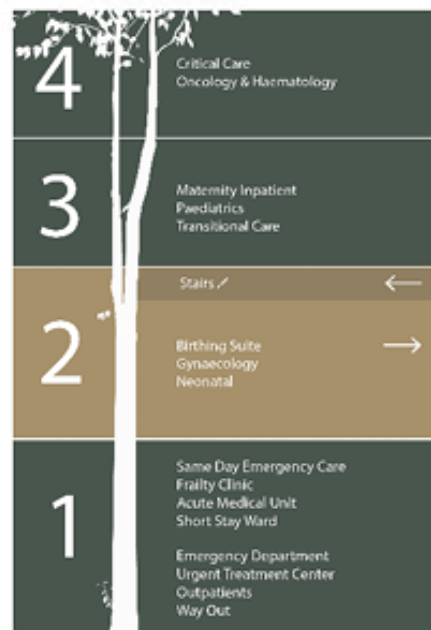 4
Critical Care
Oncology & Haematology
3
Maternity Inpatient
Paediatrics
Transitional Care
Stairs
2
Birthing Suite
Gynaecology
Neonatal
1
Same Day Emergency Care
Frailty Clinic
Acute Medical Unit
Short Stay Ward
Emergency Department
Urgent Treatment Center
Outpatients
Way Out